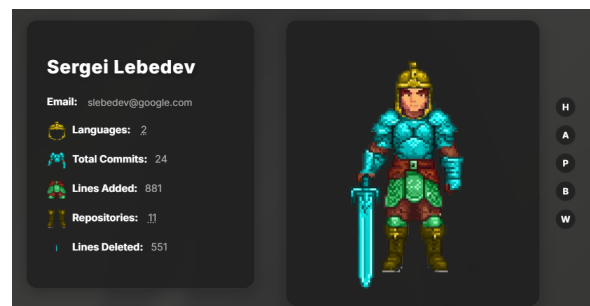 Sergei Lebedev
Email: slebedev@google.com
Languages: 2
Total Commits: 24
Lines Added: 881
Repositories: 11
Lines Deleted: 551
H
A
P
B
W